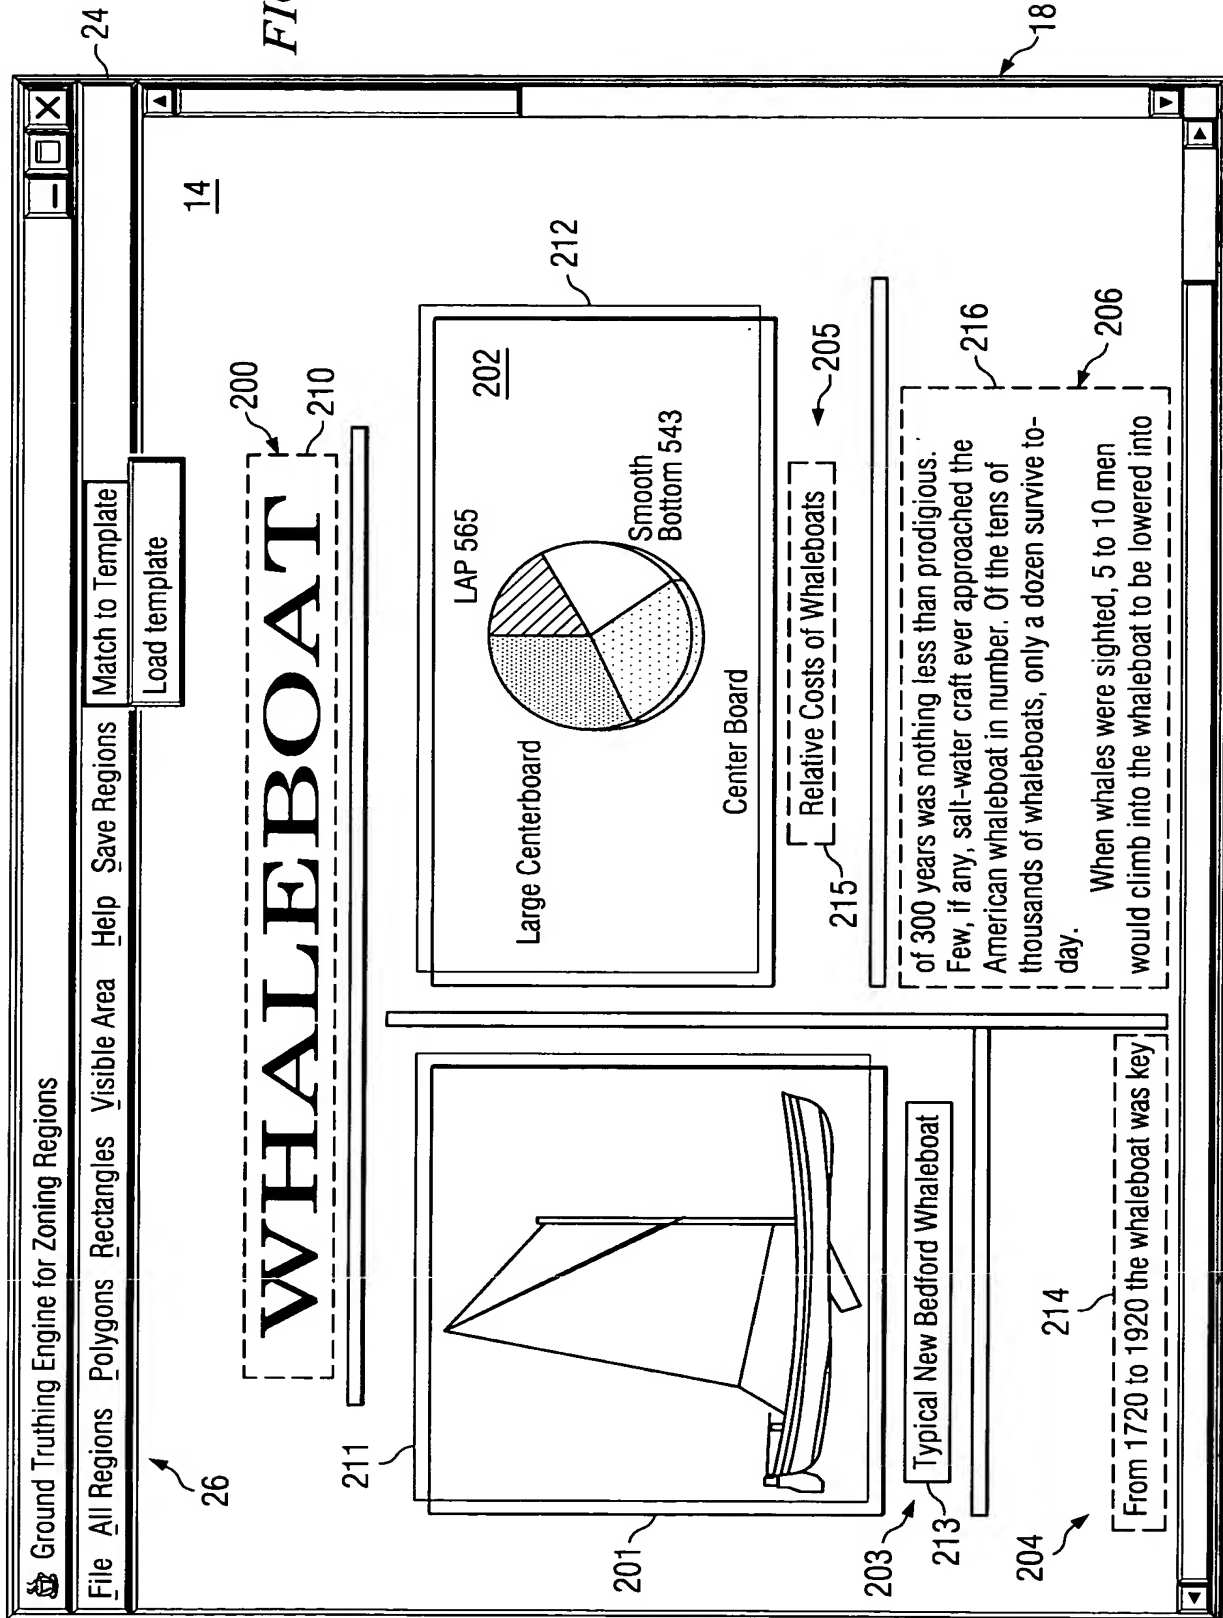 FIG
24
Ground Truthing Engine for Zoning Regions
File All Regions Polygons Rectangles Visible Area Help Save Regions Match to Template
Load template
26
14
200
WHALEBOAT
210
211
212
202
LAP 565
Large Centerboard
Smooth
Bottom 543
Center Board
201
205
Relative Costs of Whaleboats
215
203
Typical New Bedford Whaleboat
213
216
206
of 300 years was nothing less than prodigious.
Few, if any, salt-water craft ever approached the
American whaleboat in number. Of the tens of
thousands of whaleboats, only a dozen survive to-
day.
When whales were sighted, 5 to 10 men
would climb into the whaleboat to be lowered into
204
214
From 1720 to 1920 the whaleboat was key
18